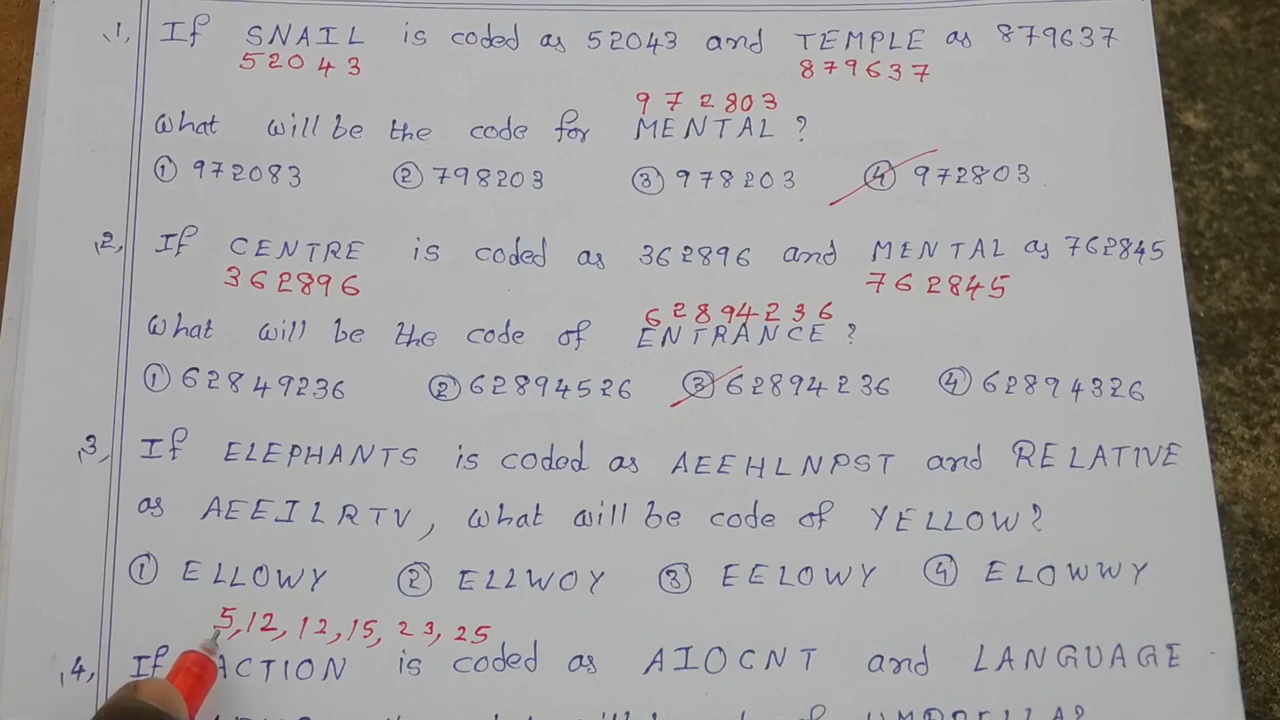 1, If SNAIL is coded as 52043 and TEMPLE as 879637
52043 879637
972803
What will be the code for MENTAL?
① 972083 ② 798203 ③ 978203 ④ 972803
2, If CENTRE is coded as 362896 and MENTAL as 762845
362896 762845
62894236
What will be the code of ENTRANCE?
① 62849236 ② 62894526 ③ 62894236 ④ 62894326
3, If ELEPHANTS is coded as AEEHLNPST and RELATIVE
as AEEILRTV, what will be code of YELLOW?
① ELLOWY ② ELLWOY ③ EELOWY ④ ELOWWY
5, 12, 12, 15, 23, 25
4, If ACTION is coded as AIOCNT and LANGUAGE